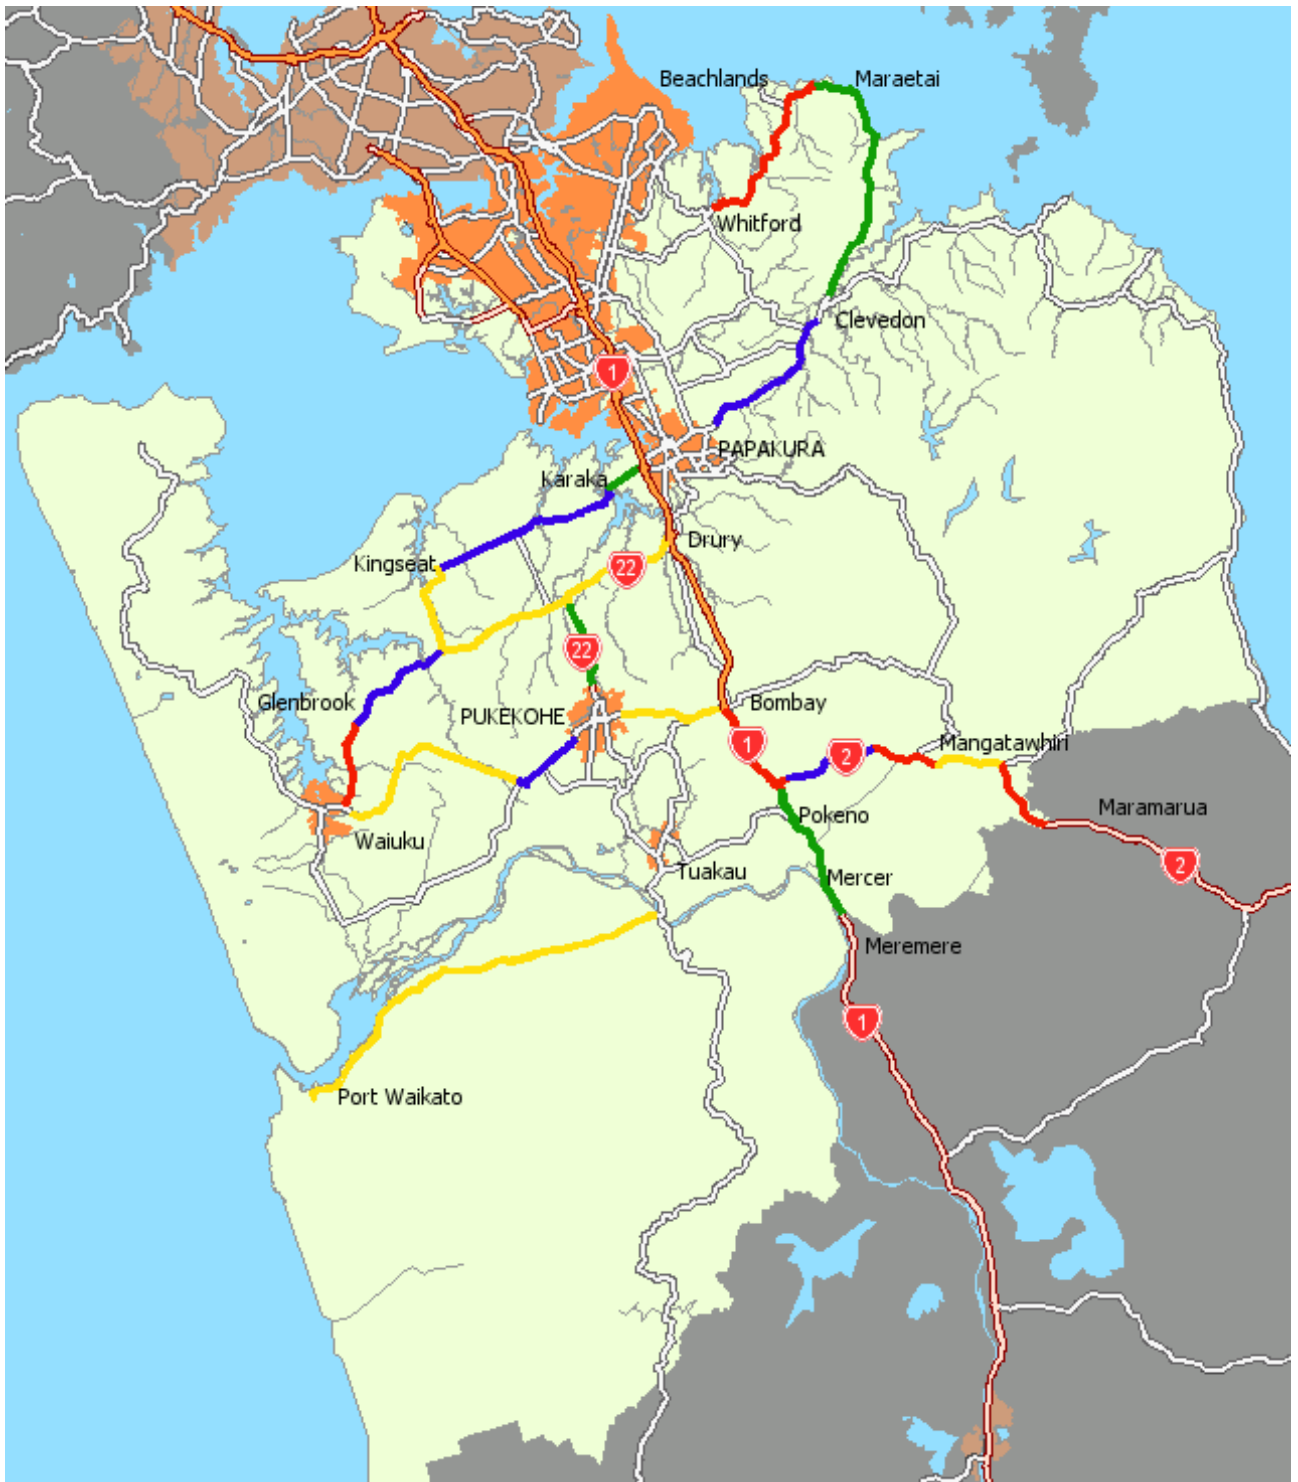 Beachlands
Maraetai
Whitford
Clevedon
1
PAPAKURA
Karaka
Drury
Kingseat
22
22
Glenbrook
PUKEKOHE
Bombay
1
2
Mangatawhiri
Pokeno
Maramarua
Waiuku
2
Tuakau
Mercer
Meremere
1
Port Waikato